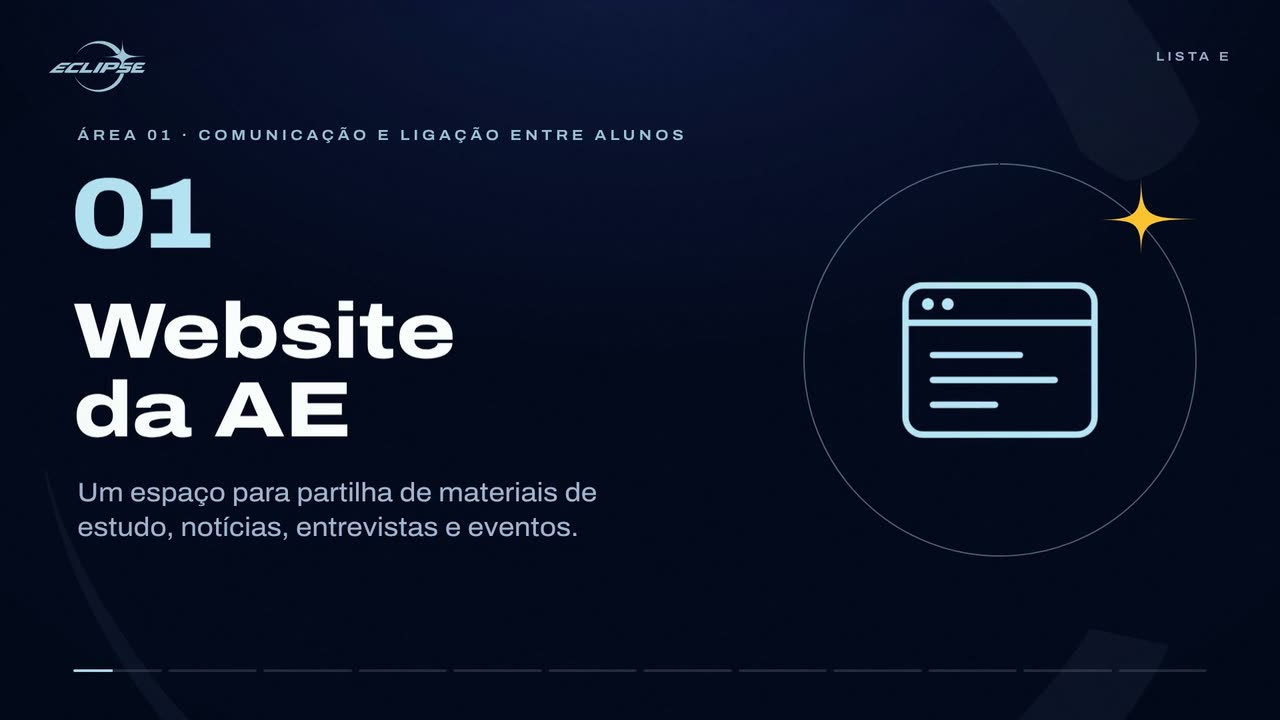 ECLIPSE
LISTA E
ÁREA 01 · COMUNICAÇÃO E LIGAÇÃO ENTRE ALUNOS
01
Website
da AE
Um espaço para partilha de materiais de
estudo, notícias, entrevistas e eventos.